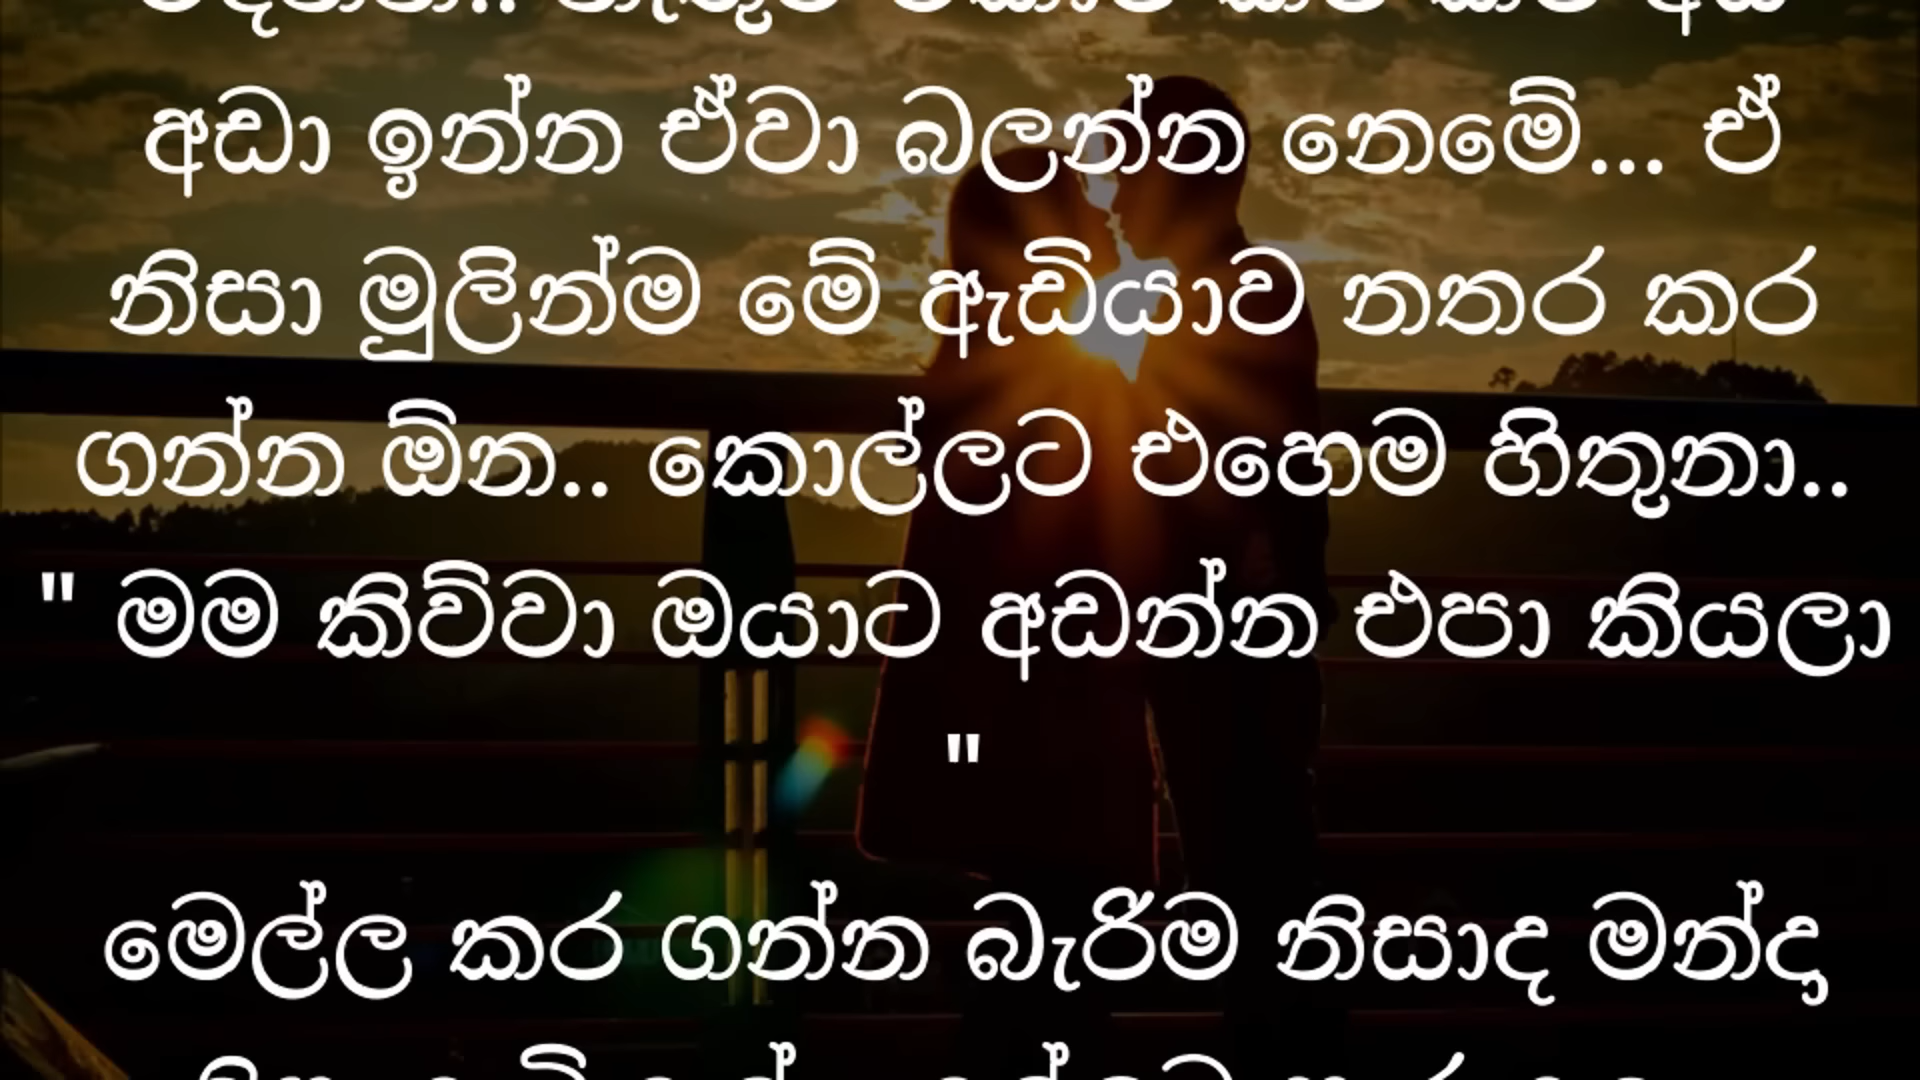 අඩා ඉන්න ඒවා බලන්න නෙමේ... ඒ
නිසා මූලින්ම මේ ඇඩියාව නතර කර
ගන්න ඕන.. කොල්ලට එහෙම හිතුනා..
" මම කිව්වා ඔයාට අඩන්න එපා කියලා
"
මෙල්ල කර ගන්න බැරිම නිසාද මන්දා